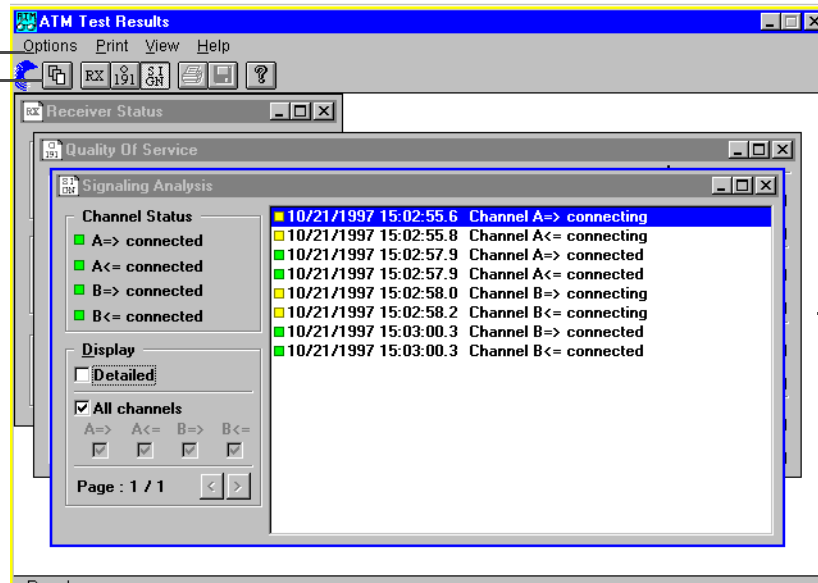 ATM Test Results
Options Print View Help
RX O 191 SI GN
RX Receiver Status
O 191 Quality Of Service
SI GN Signaling Analysis
Channel Status
A=> connected
A<= connected
B=> connected
B<= connected
Display
Detailed
All channels
A=> A<= B=> B<=
Page : 1 / 1 < >
10/21/1997 15:02:55.6 Channel A=> connecting
10/21/1997 15:02:55.8 Channel A<= connecting
10/21/1997 15:02:57.9 Channel A=> connected
10/21/1997 15:02:57.9 Channel A<= connected
10/21/1997 15:02:58.0 Channel B=> connecting
10/21/1997 15:02:58.2 Channel B<= connecting
10/21/1997 15:03:00.3 Channel B=> connected
10/21/1997 15:03:00.3 Channel B<= connected